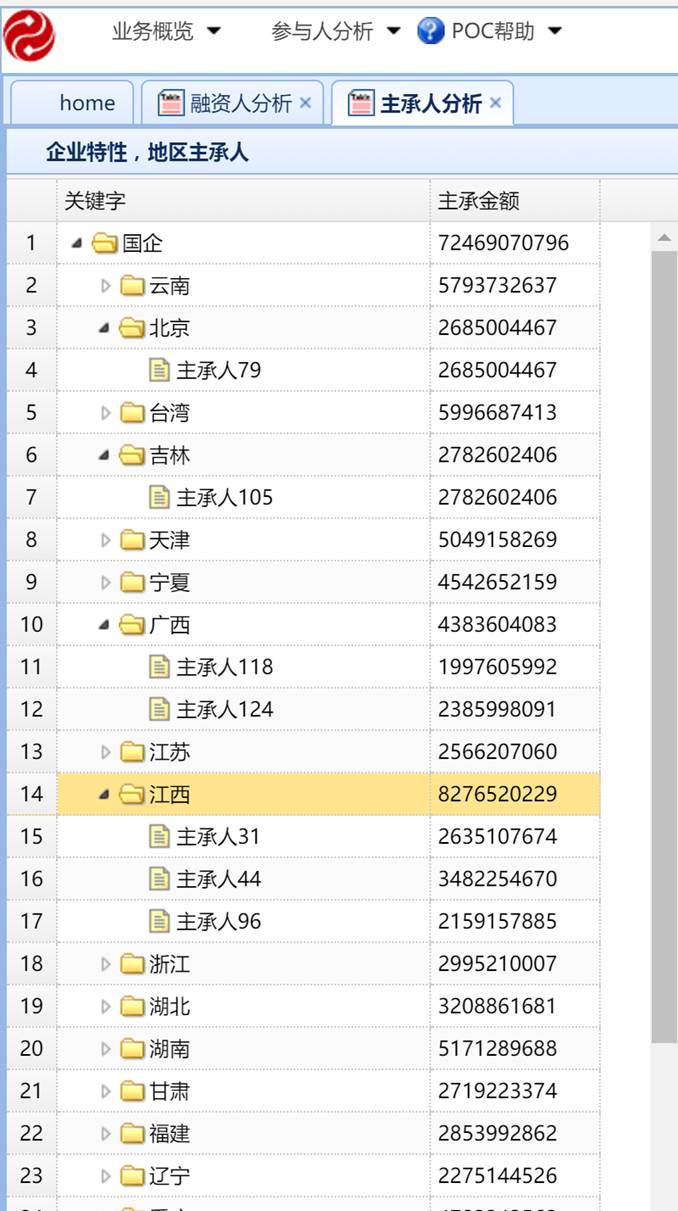 业务概览 参与人分析 POC帮助
home 融资人分析 主承人分析
企业特性，地区主承人
关键字 主承金额
1 国企 72469070796
2 云南 5793732637
3 北京 2685004467
4 主承人79 2685004467
5 台湾 5996687413
6 吉林 2782602406
7 主承人105 2782602406
8 天津 5049158269
9 宁夏 4542652159
10 广西 4383604083
11 主承人118 1997605992
12 主承人124 2385998091
13 江苏 2566207060
14 江西 8276520229
15 主承人31 2635107674
16 主承人44 3482254670
17 主承人96 2159157885
18 浙江 2995210007
19 湖北 3208861681
20 湖南 5171289688
21 甘肃 2719223374
22 福建 2853992862
23 辽宁 2275144526